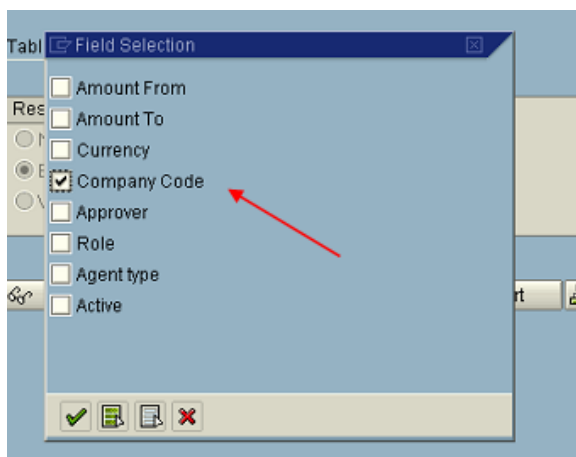 Tabl
Field Selection
Amount From
Res
Amount To
Currency
Company Code
Approver
Role
Agent type
Active
rt